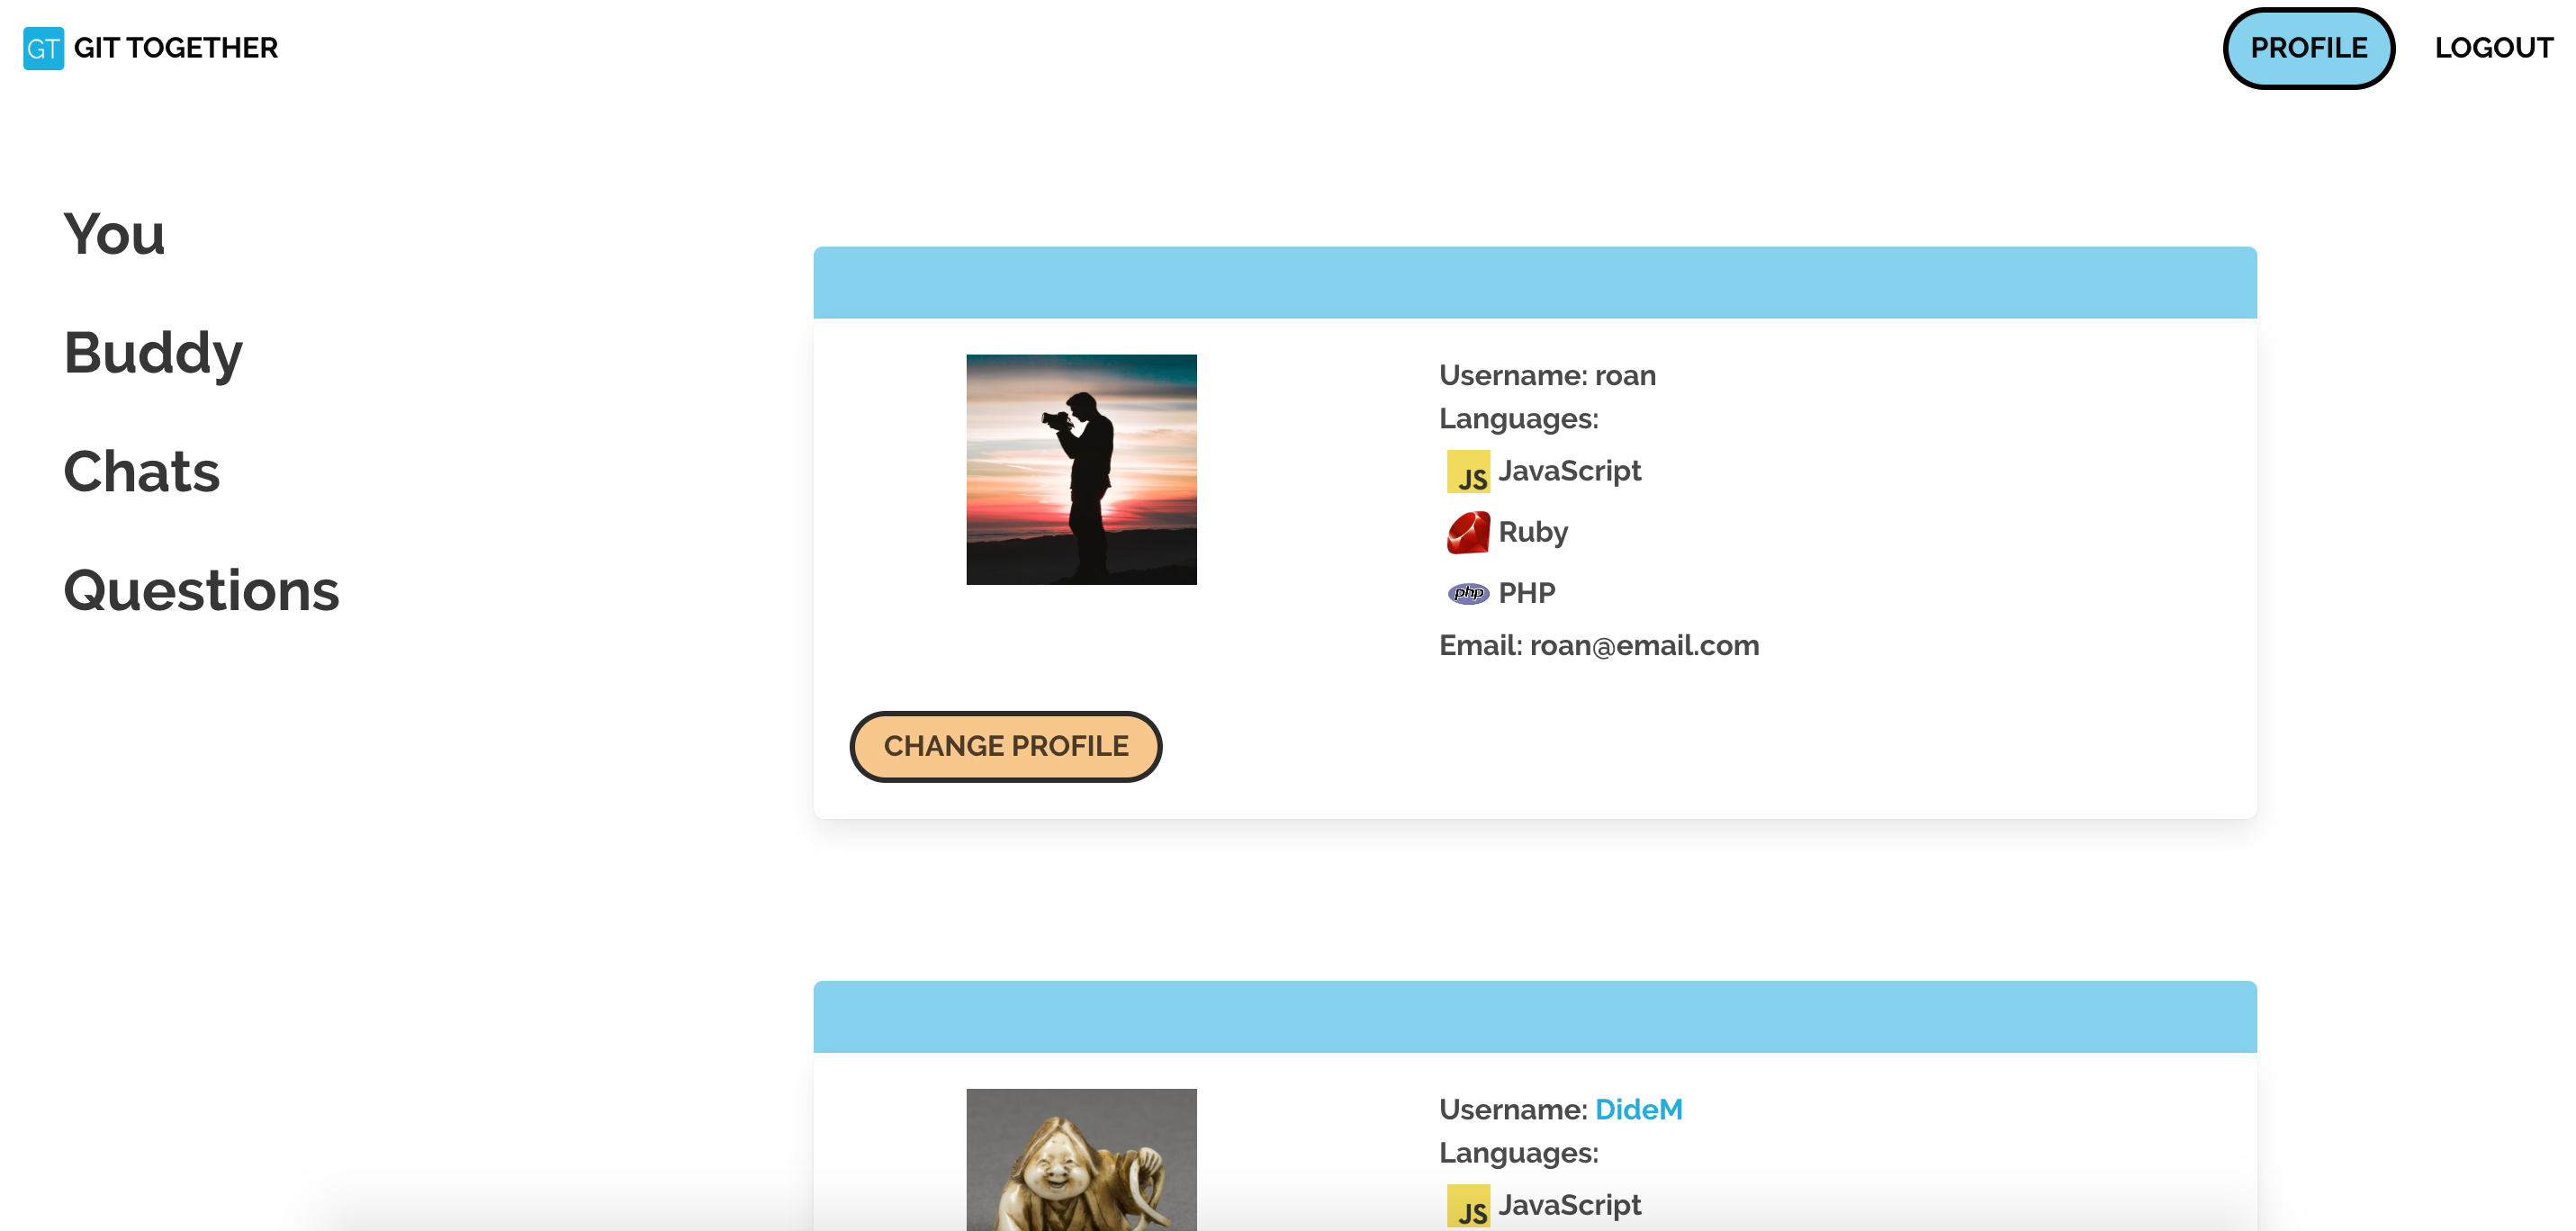 GT GIT TOGETHER
PROFILE
LOGOUT
You
Buddy
Chats
Questions
Username: roan
Languages:
JS JavaScript
Ruby
php PHP
Email: roan@email.com
CHANGE PROFILE
Username: DideM
Languages:
JS JavaScript